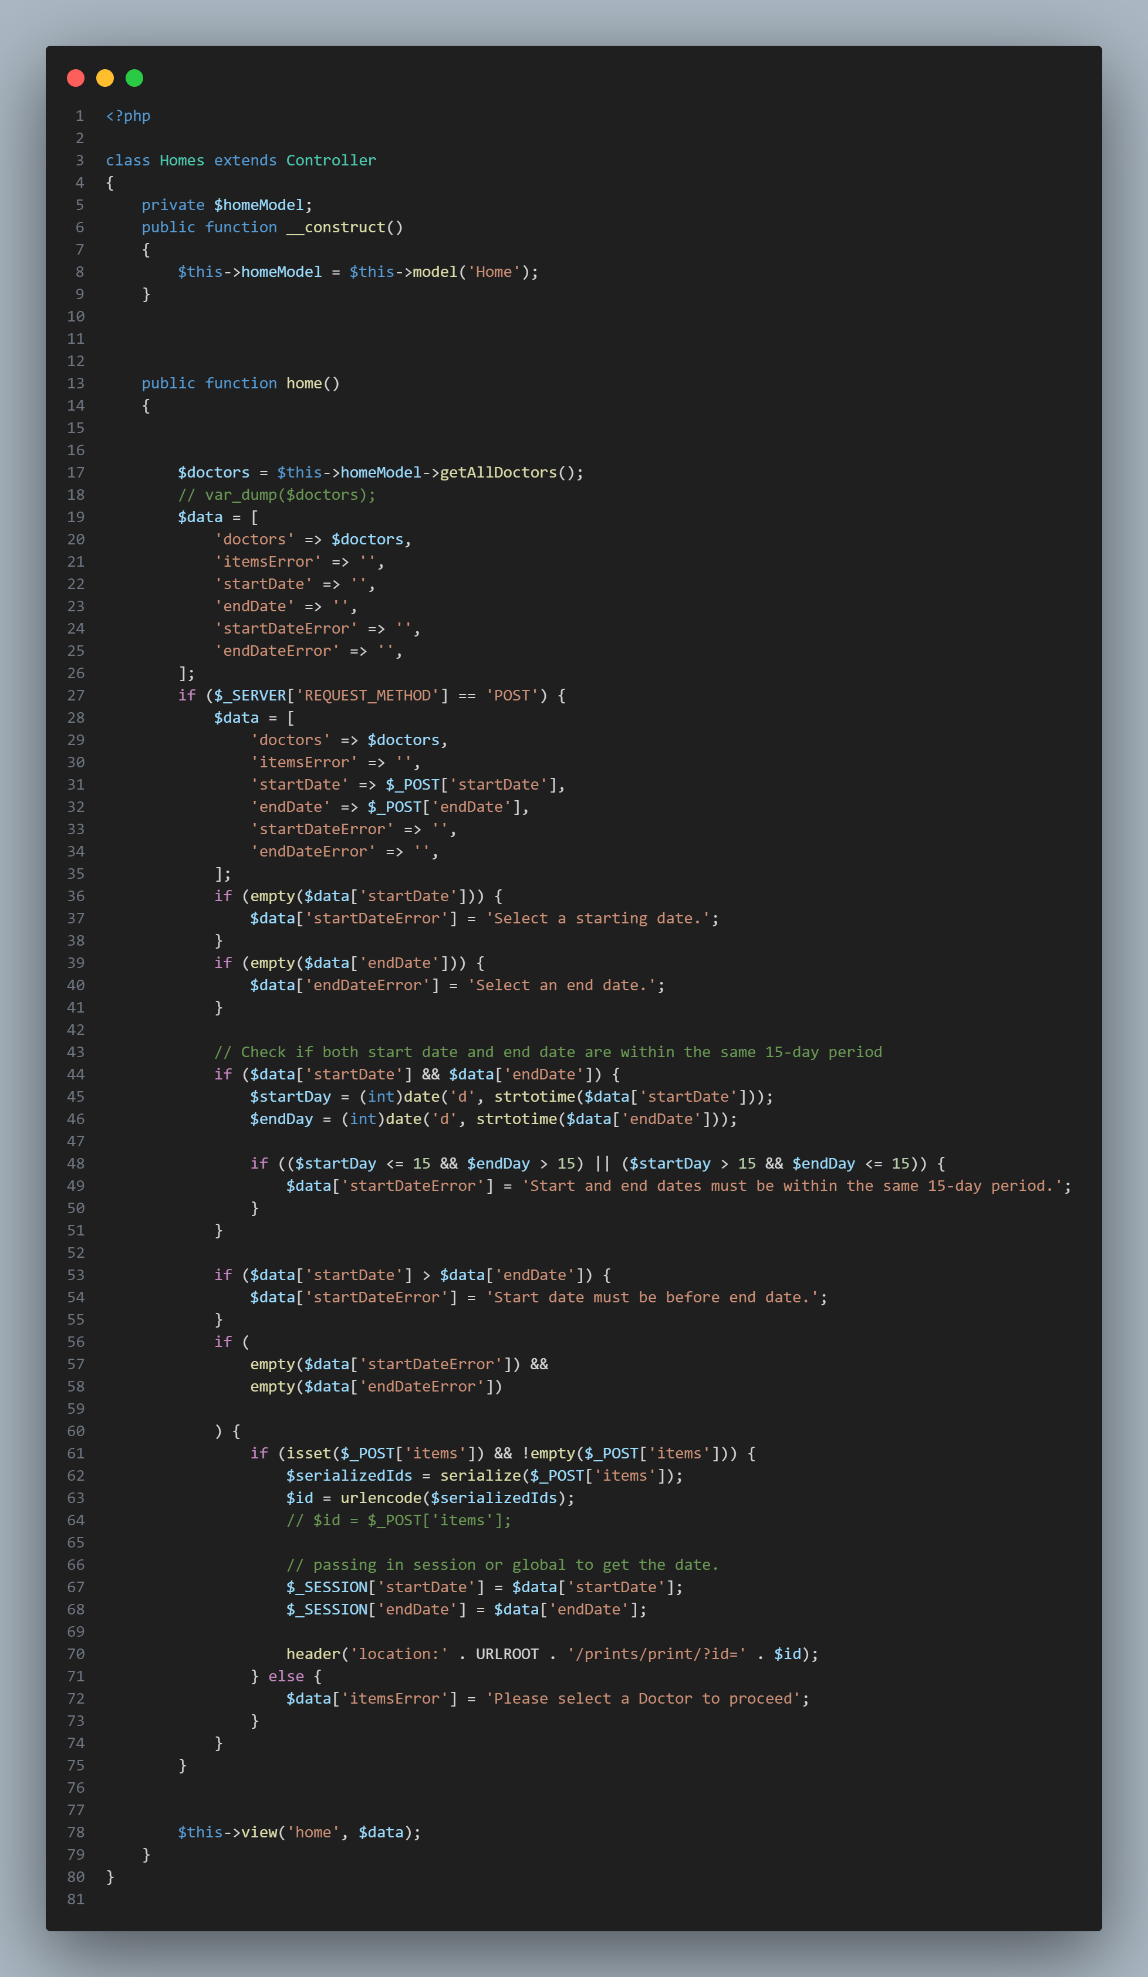 1 <?php
2
3 class Homes extends Controller
4 {
5     private $homeModel;
6     public function __construct()
7     {
8         $this->homeModel = $this->model('Home');
9     }
10
11
12
13     public function home()
14     {
15
16
17         $doctors = $this->homeModel->getAllDoctors();
18         // var_dump($doctors);
19         $data = [
20             'doctors' => $doctors,
21             'itemsError' => '',
22             'startDate' => '',
23             'endDate' => '',
24             'startDateError' => '',
25             'endDateError' => '',
26         ];
27         if ($_SERVER['REQUEST_METHOD'] == 'POST') {
28             $data = [
29                 'doctors' => $doctors,
30                 'itemsError' => '',
31                 'startDate' => $_POST['startDate'],
32                 'endDate' => $_POST['endDate'],
33                 'startDateError' => '',
34                 'endDateError' => '',
35             ];
36             if (empty($data['startDate'])) {
37                 $data['startDateError'] = 'Select a starting date.';
38             }
39             if (empty($data['endDate'])) {
40                 $data['endDateError'] = 'Select an end date.';
41             }
42
43             // Check if both start date and end date are within the same 15-day period
44             if ($data['startDate'] && $data['endDate']) {
45                 $startDay = (int)date('d', strtotime($data['startDate']));
46                 $endDay = (int)date('d', strtotime($data['endDate']));
47
48                 if (($startDay <= 15 && $endDay > 15) || ($startDay > 15 && $endDay <= 15)) {
49                     $data['startDateError'] = 'Start and end dates must be within the same 15-day period.';
50                 }
51             }
52
53             if ($data['startDate'] > $data['endDate']) {
54                 $data['startDateError'] = 'Start date must be before end date.';
55             }
56             if (
57                 empty($data['startDateError']) &&
58                 empty($data['endDateError'])
59
60             ) {
61                 if (isset($_POST['items']) && !empty($_POST['items'])) {
62                     $serializedIds = serialize($_POST['items']);
63                     $id = urlencode($serializedIds);
64                     // $id = $_POST['items'];
65
66                     // passing in session or global to get the date.
67                     $_SESSION['startDate'] = $data['startDate'];
68                     $_SESSION['endDate'] = $data['endDate'];
69
70                     header('location:' . URLROOT . '/prints/print/?id=' . $id);
71                 } else {
72                     $data['itemsError'] = 'Please select a Doctor to proceed';
73                 }
74             }
75         }
76
77
78         $this->view('home', $data);
79     }
80 }
81